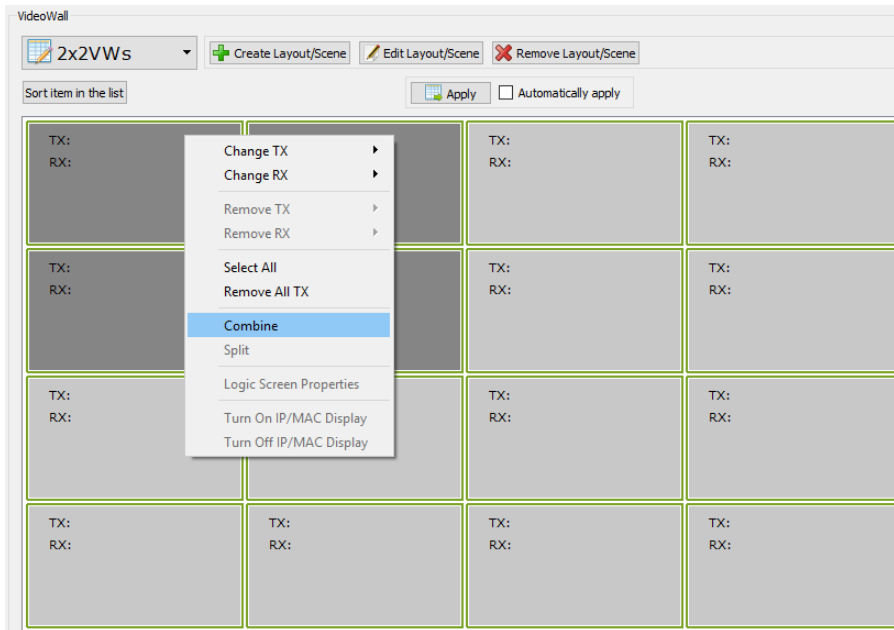 VideoWall
2x2VWs
Create Layout/Scene
Edit Layout/Scene
Remove Layout/Scene
Sort item in the list
Apply
Automatically apply
TX:
RX:
TX:
RX:
TX:
RX:
Change TX
Change RX
Remove TX
Remove RX
Select All
Remove All TX
Combine
Split
Logic Screen Properties
Turn On IP/MAC Display
Turn Off IP/MAC Display
TX:
RX:
TX:
RX:
TX:
RX:
TX:
RX:
TX:
RX:
TX:
RX:
TX:
RX:
TX:
RX:
TX:
RX:
TX:
RX: